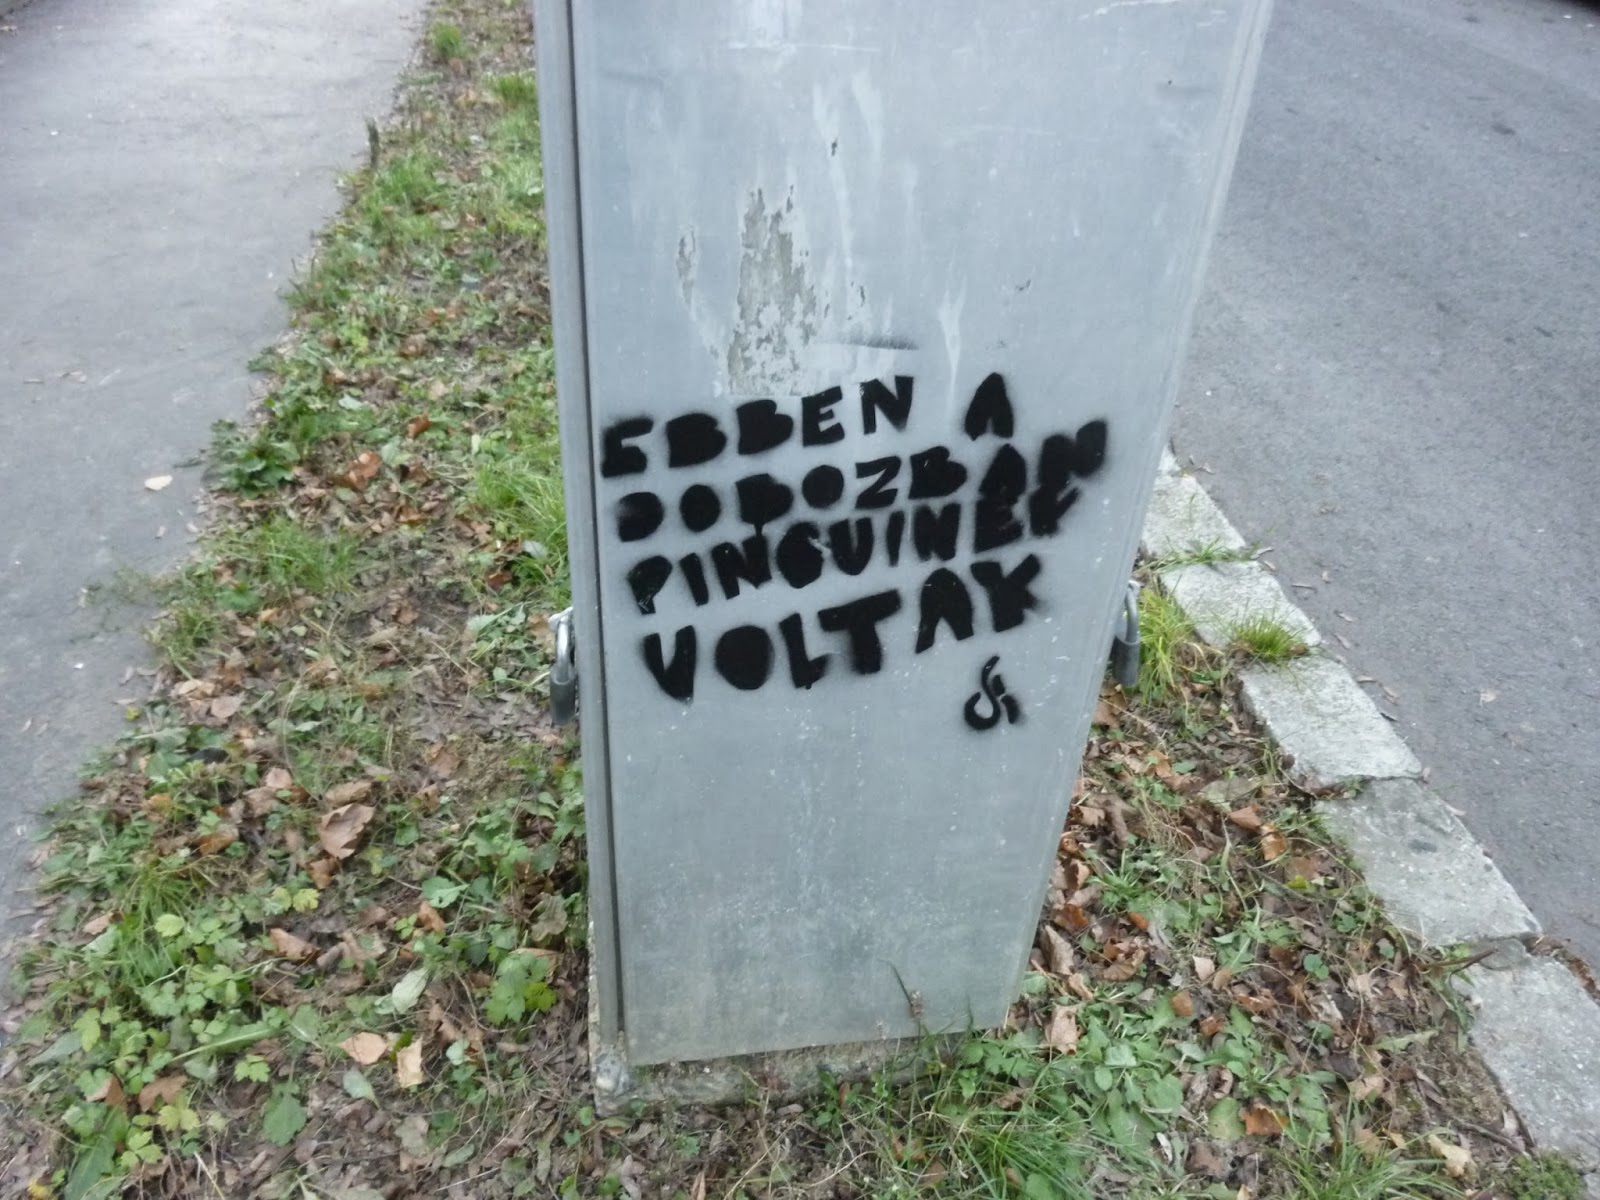 EBBEN A
DOBOZBAN
PINGUINEK
VOLTAK